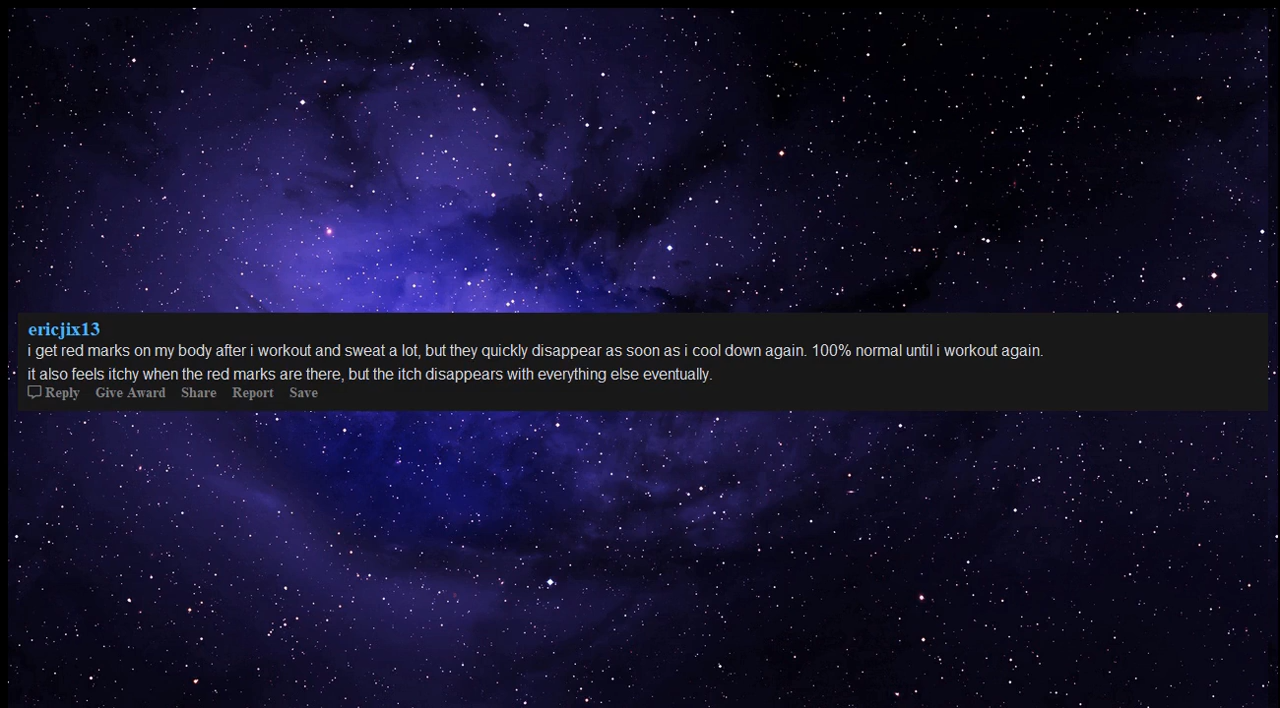 ericjix13
i get red marks on my body after i workout and sweat a lot, but they quickly disappear as soon as i cool down again. 100% normal until i workout again.
it also feels itchy when the red marks are there, but the itch disappears with everything else eventually.
Reply Give Award Share Report Save